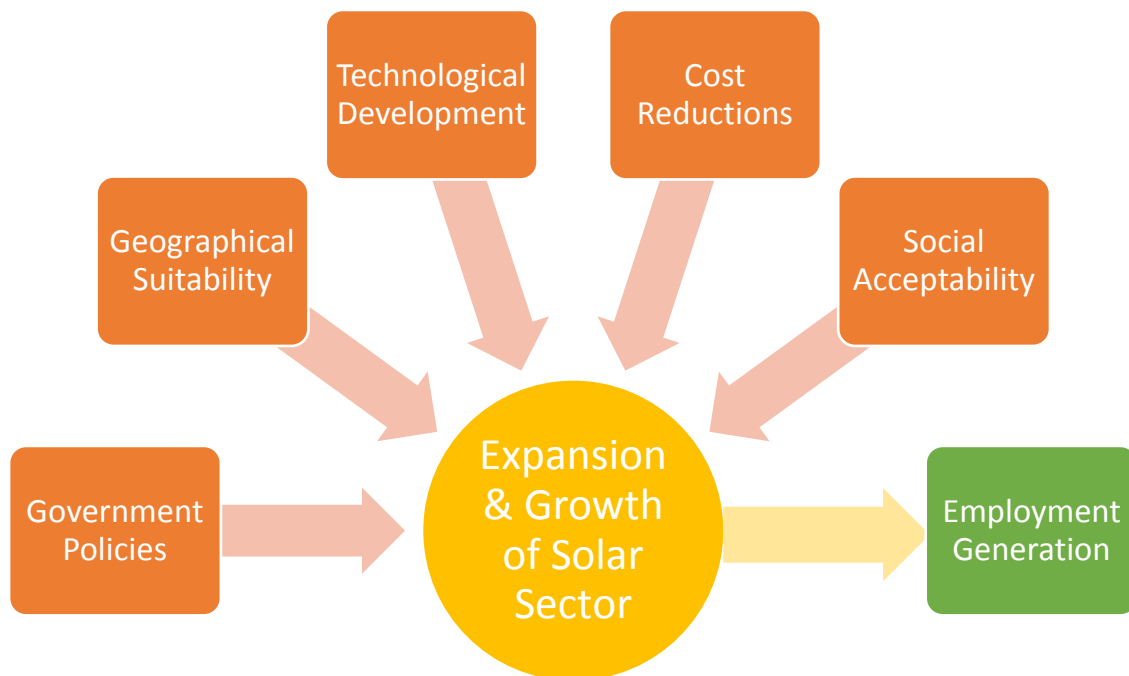 Technological
Development
Cost
Reductions
Geographical
Suitability
Social
Acceptability
Government
Policies
Expansion
& Growth
of Solar
Sector
Employment
Generation